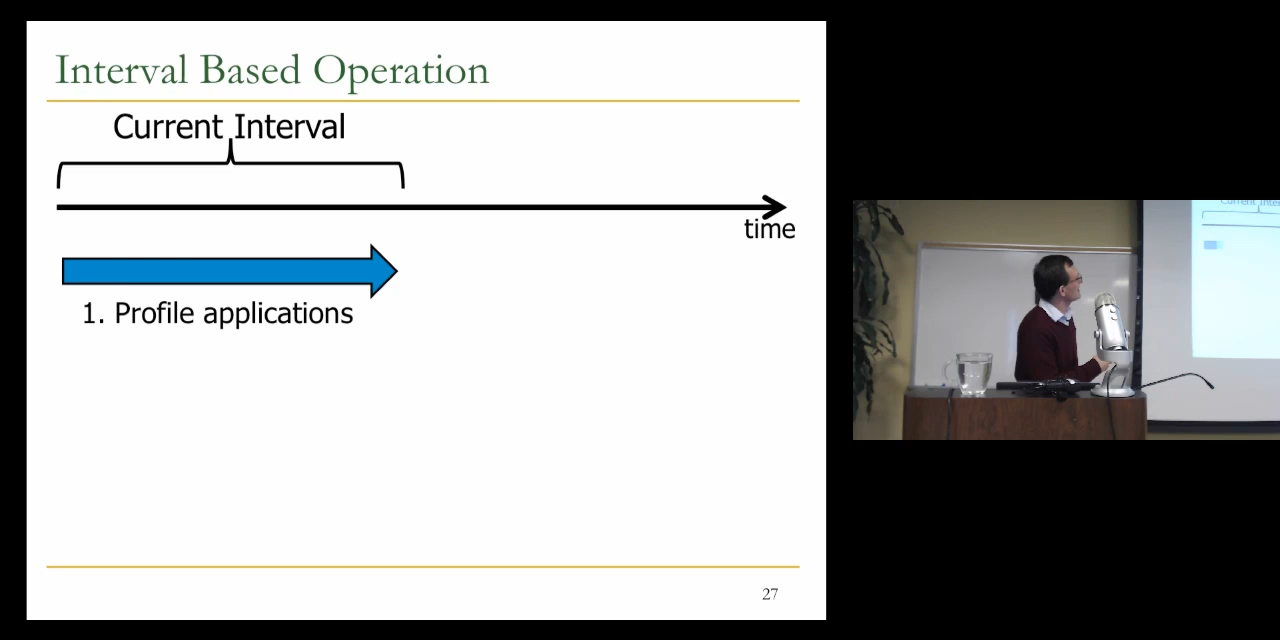 Interval Based Operation
Current Interval
time
1. Profile applications
27